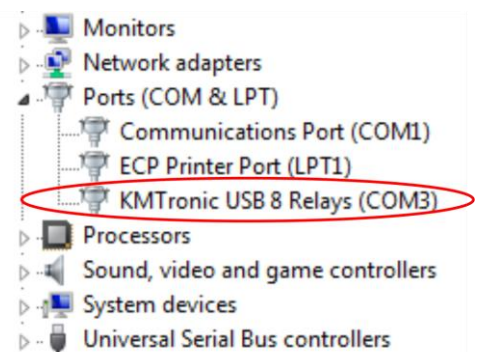 Monitors
Network adapters
Ports (COM & LPT)
Communications Port (COM1)
ECP Printer Port (LPT1)
KMTronic USB 8 Relays (COM3)
Processors
Sound, video and game controllers
System devices
Universal Serial Bus controllers